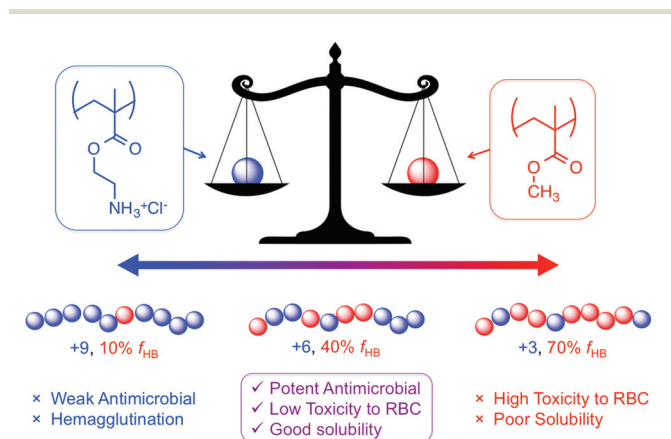 O
O
NH₃⁺Cl⁻
O
O
CH₃
+9, 10% fHB
+6, 40% fHB
+3, 70% fHB
× Weak Antimicrobial
× Hemagglutination
✓ Potent Antimicrobial
✓ Low Toxicity to RBC
✓ Good solubility
× High Toxicity to RBC
× Poor Solubility